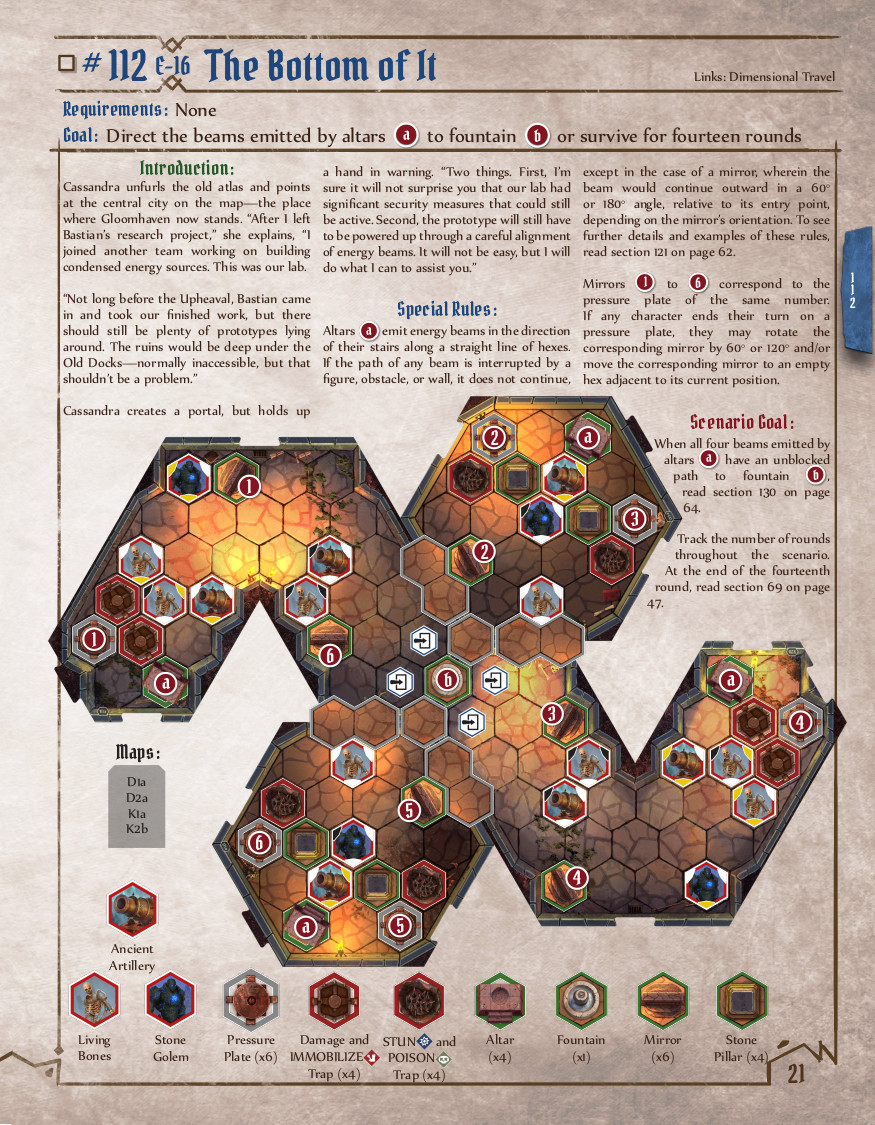 #112 E-16 The Bottom of It
Links: Dimensional Travel
Requirements: None
Goal: Direct the beams emitted by altars a to fountain b or survive for fourteen rounds
Introduction:
Cassandra unfurls the old atlas and points
at the central city on the map—the place
where Gloomhaven now stands. “After I left
Bastian’s research project,” she explains, “I
joined another team working on building
condensed energy sources. This was our lab.
“Not long before the Upheaval, Bastian came
in and took our finished work, but there
should still be plenty of prototypes lying
around. The ruins would be deep under the
Old Docks—normally inaccessible, but that
shouldn’t be a problem.”
Cassandra creates a portal, but holds up
a hand in warning. “Two things. First, I’m
sure it will not surprise you that our lab had
significant security measures that could still
be active. Second, the prototype will still have
to be powered up through a careful alignment
of energy beams. It will not be easy, but I will
do what I can to assist you.”
Special Rules:
Altars a emit energy beams in the direction
of their stairs along a straight line of hexes.
If the path of any beam is interrupted by a
figure, obstacle, or wall, it does not continue,
except in the case of a mirror, wherein the
beam would continue outward in a 60°
or 180° angle, relative to its entry point,
depending on the mirror’s orientation. To see
further details and examples of these rules,
read section 121 on page 62.
Mirrors 1 to 6 correspond to the
pressure plate of the same number.
If any character ends their turn on a
pressure plate, they may rotate the
corresponding mirror by 60° or 120° and/or
move the corresponding mirror to an empty
hex adjacent to its current position.
112
Scenario Goal:
When all four beams emitted by
altars a have an unblocked
path to fountain b,
read section 130 on page
64.
Track the number of rounds
throughout the scenario.
At the end of the fourteenth
round, read section 69 on page
47.
2
a
1
3
2
1
6
a
b
a
3
4
5
6
4
a
5
Maps:
D1a
D2a
K1a
K2b
Ancient
Artillery
Living
Bones
Stone
Golem
Pressure
Plate (x6)
Damage and
IMMOBILIZE
Trap (x4)
STUN and
POISON
Trap (x4)
Altar
(x4)
Fountain
(x1)
Mirror
(x6)
Stone
Pillar (x4)
21